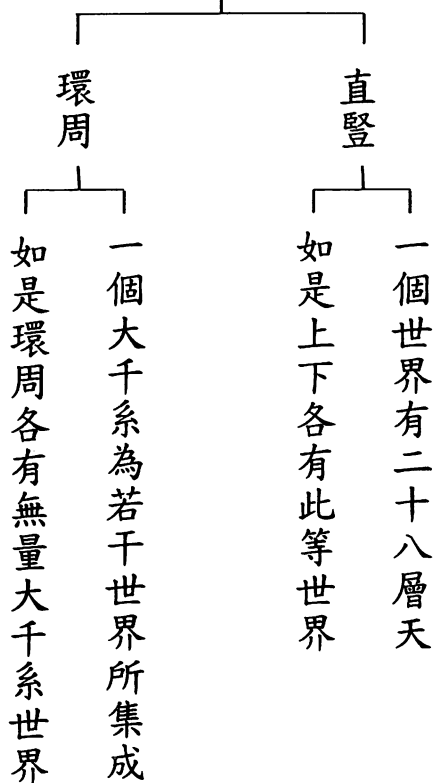 直豎
一個世界有二十八層天
如是上下各有此等世界
環周
一個大千系為若干世界所集成
如是環周各有無量大千系世界